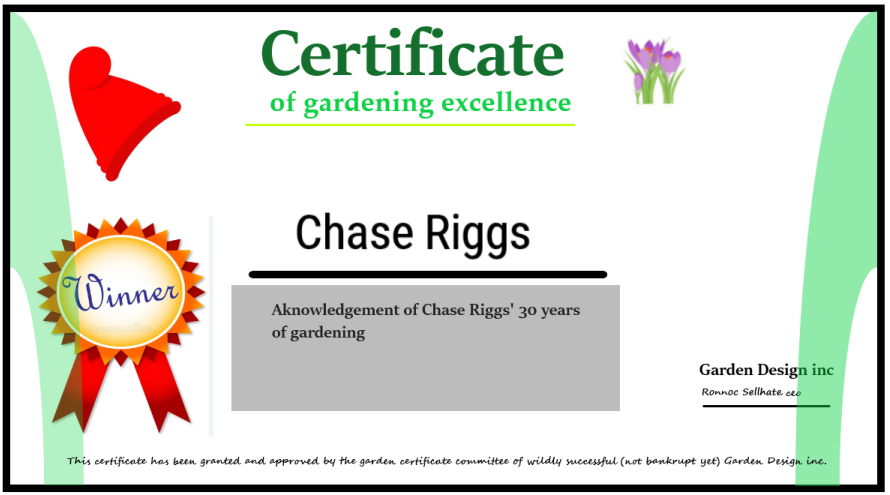 Certificate
of gardening excellence
Chase Riggs
Winner
Aknowledgement of Chase Riggs' 30 years
of gardening
Garden Design inc
Ronnoc Sellhate ceo
This certificate has been granted and approved by the garden certificate committee of wildly successful (not bankrupt yet) Garden Design inc.